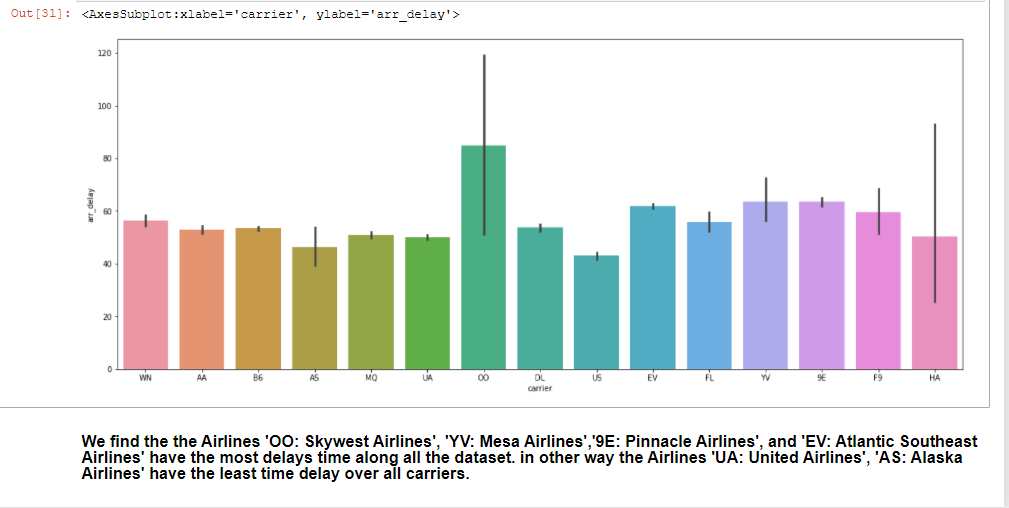 Out[31]: <AxesSubplot:xlabel='carrier', ylabel='arr_delay'>
120
100
80
60
40
20
0
arr_delay
WN AA B6 AS MQ UA OO DL US EV FL YV 9E F9 HA
carrier
We find the the Airlines 'OO: Skywest Airlines', 'YV: Mesa Airlines','9E: Pinnacle Airlines', and 'EV: Atlantic Southeast
Airlines' have the most delays time along all the dataset. in other way the Airlines 'UA: United Airlines', 'AS: Alaska
Airlines' have the least time delay over all carriers.